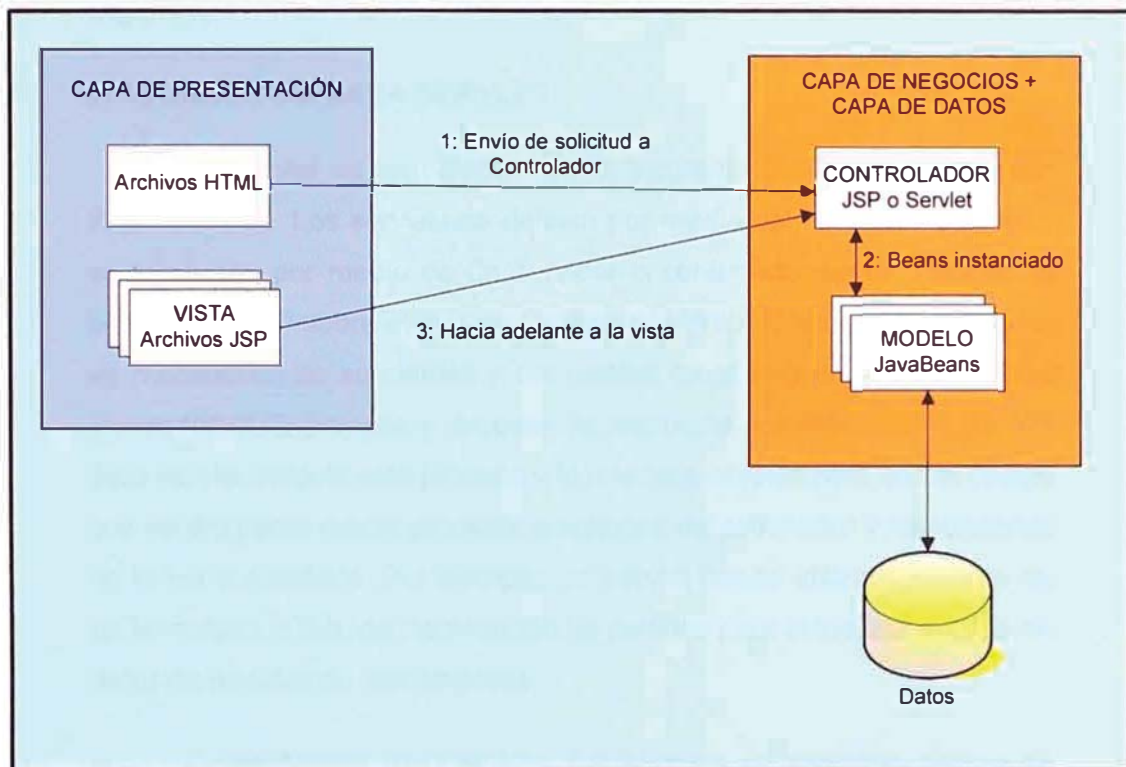 CAPA DE PRESENTACIÓN
Archivos HTML
VISTA
Archivos JSP
1: Envío de solicitud a
Controlador
3: Hacia adelante a la vista
CAPA DE NEGOCIOS +
CAPA DE DATOS
CONTROLADOR
JSP o Servlet
2: Beans instanciado
MODELO
JavaBeans
Datos